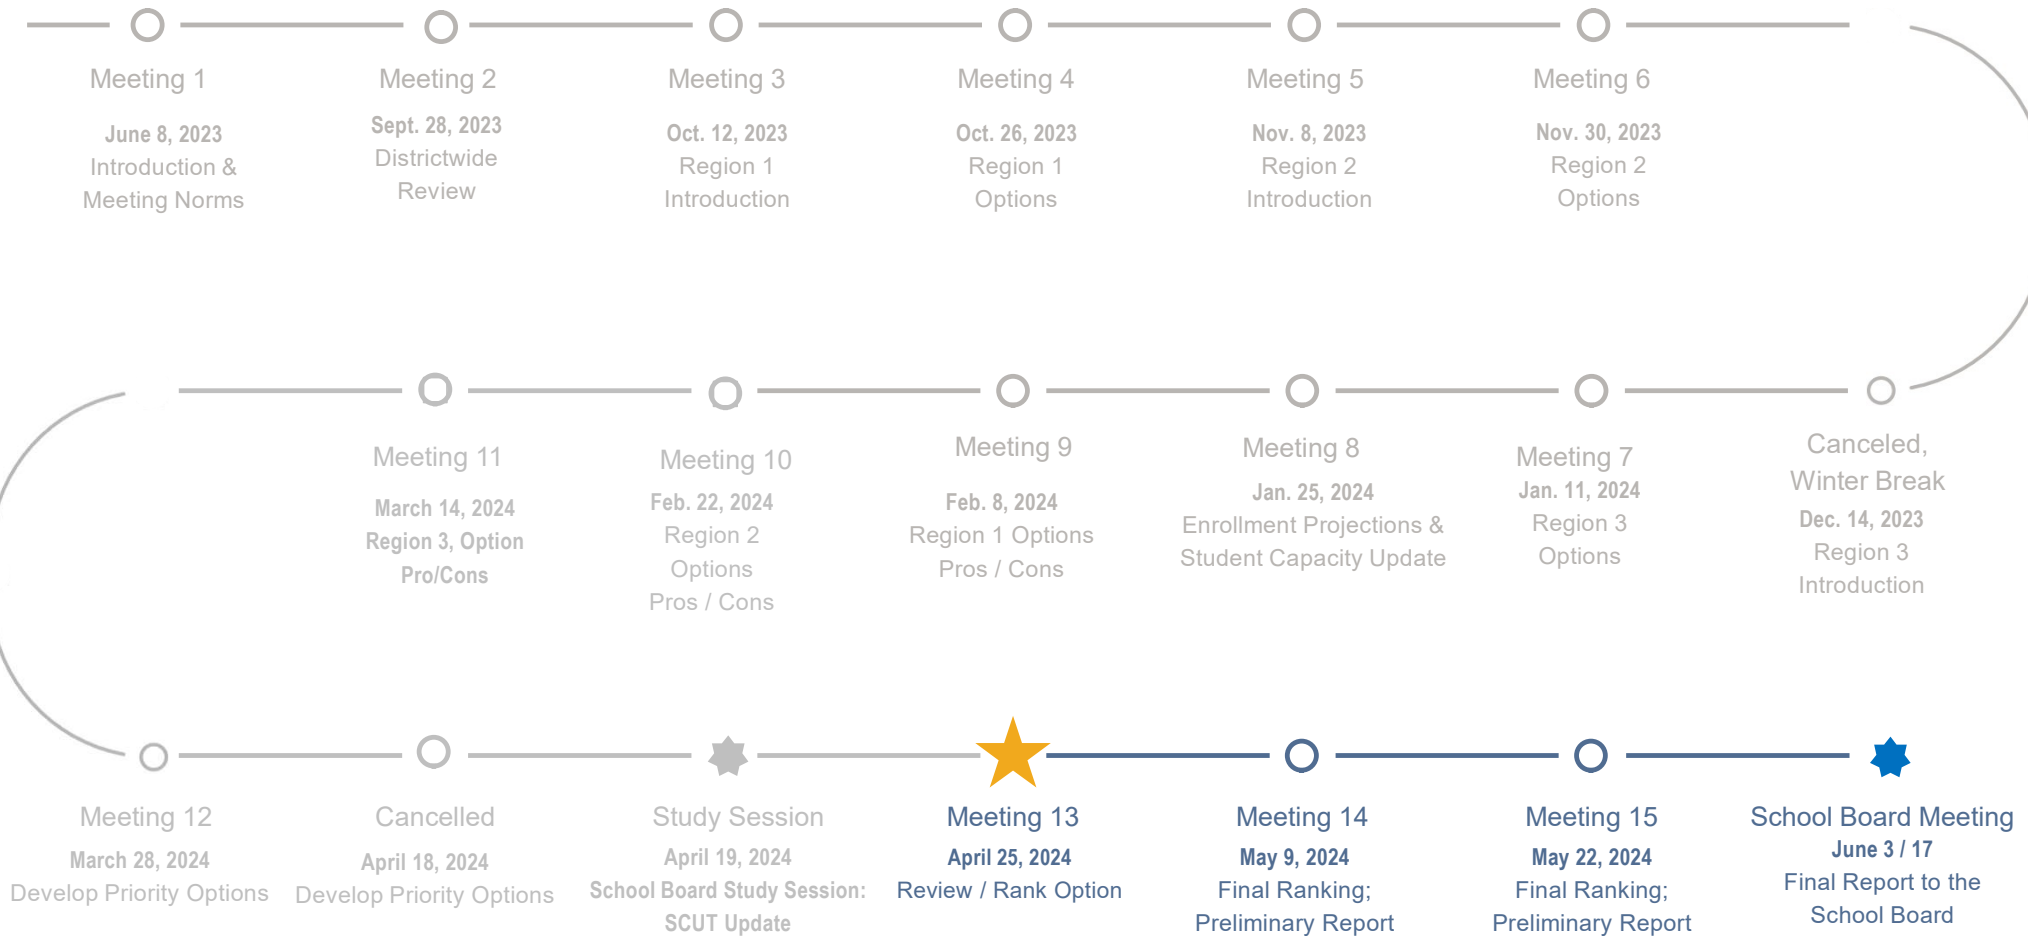 Meeting 1
June 8, 2023
Introduction &
Meeting Norms
Meeting 2
Sept. 28, 2023
Districtwide
Review
Meeting 3
Oct. 12, 2023
Region 1
Introduction
Meeting 4
Oct. 26, 2023
Region 1
Options
Meeting 5
Nov. 8, 2023
Region 2
Introduction
Meeting 6
Nov. 30, 2023
Region 2
Options
Meeting 11
March 14, 2024
Region 3, Option
Pro/Cons
Meeting 10
Feb. 22, 2024
Region 2
Options
Pros / Cons
Meeting 9
Feb. 8, 2024
Region 1 Options
Pros / Cons
Meeting 8
Jan. 25, 2024
Enrollment Projections &
Student Capacity Update
Meeting 7
Jan. 11, 2024
Region 3
Options
Canceled,
Winter Break
Dec. 14, 2023
Region 3
Introduction
Meeting 12
March 28, 2024
Develop Priority Options
Cancelled
April 18, 2024
Develop Priority Options
Study Session
April 19, 2024
School Board Study Session:
SCUT Update
Meeting 13
April 25, 2024
Review / Rank Option
Meeting 14
May 9, 2024
Final Ranking;
Preliminary Report
Meeting 15
May 22, 2024
Final Ranking;
Preliminary Report
School Board Meeting
June 3 / 17
Final Report to the
School Board